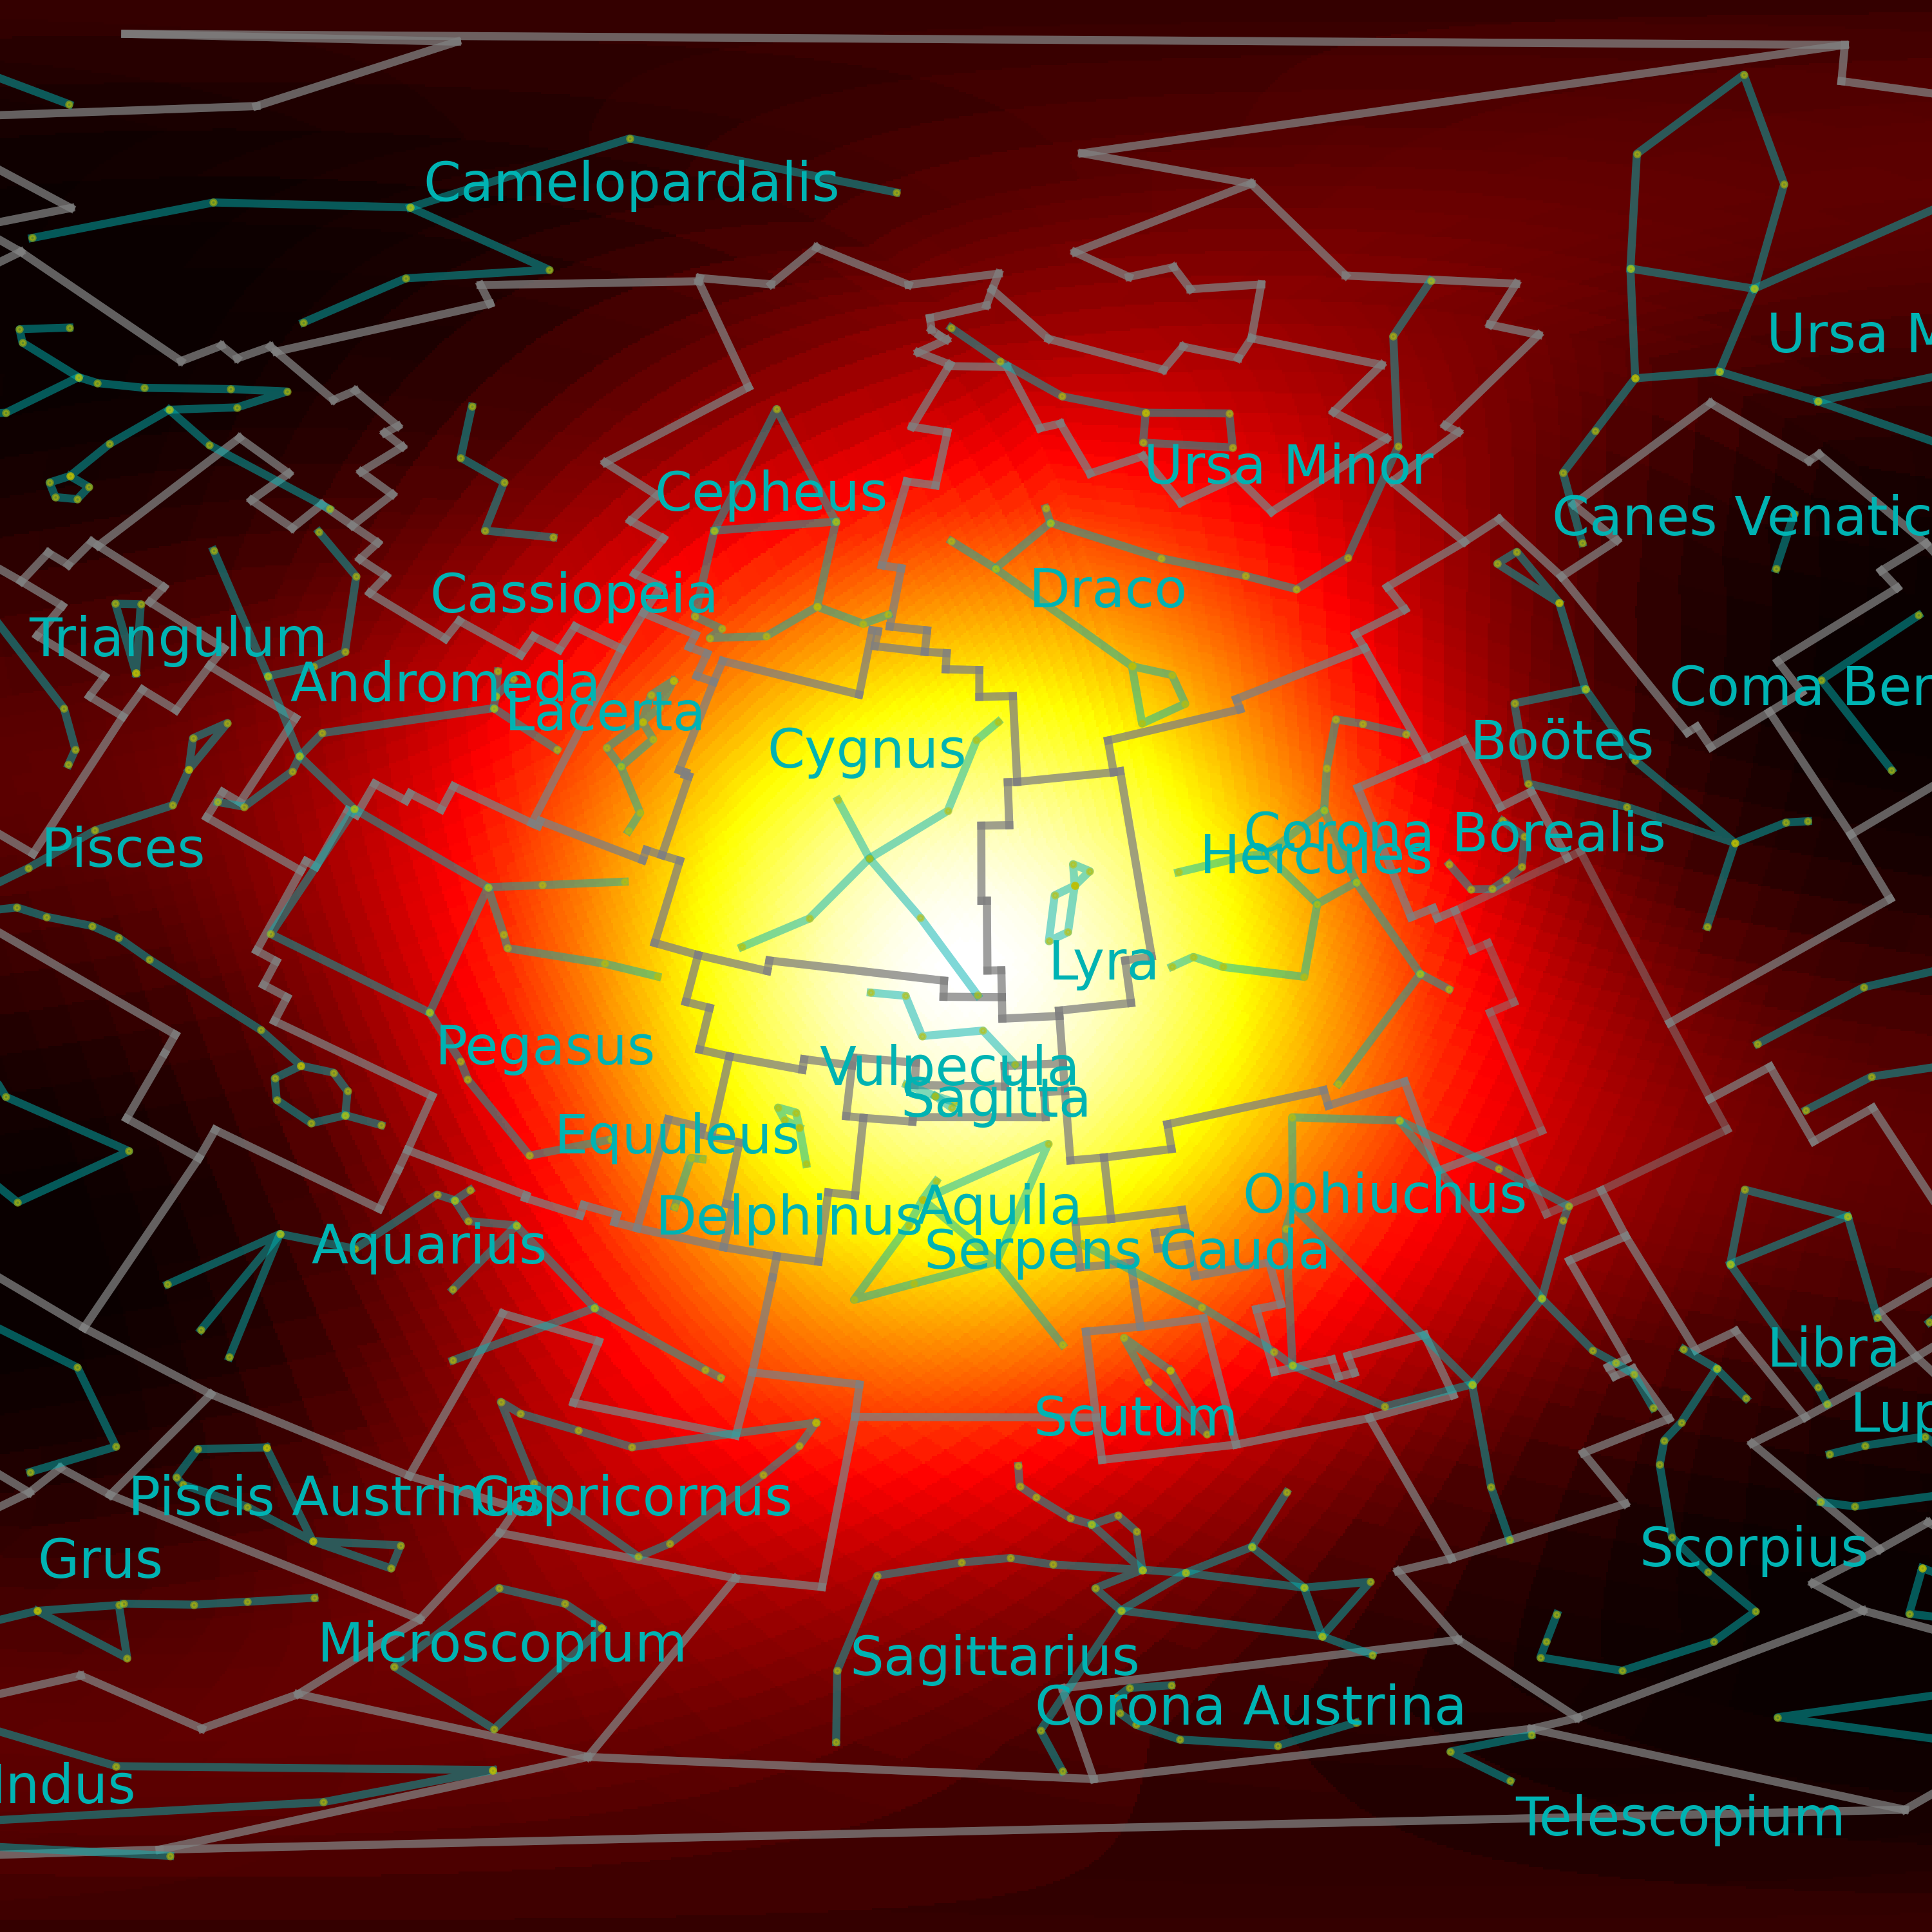 Camelopardalis
Ursa M
Ursa Minor
Cepheus
Canes Venatic
Cassiopeia
Draco
Triangulum
Andromeda
Lacerta
Coma Ber
Cygnus
Boötes
Corona Borealis
Hercules
Pisces
Lyra
Pegasus
Vulpecula
Sagitta
Equuleus
Delphinus
Aquila
Ophiuchus
Aquarius
Serpens Cauda
Libra
Scutum
Lup
Piscis Austrinus
Capricornus
Grus
Scorpius
Microscopium
Sagittarius
Corona Austrina
Indus
Telescopium